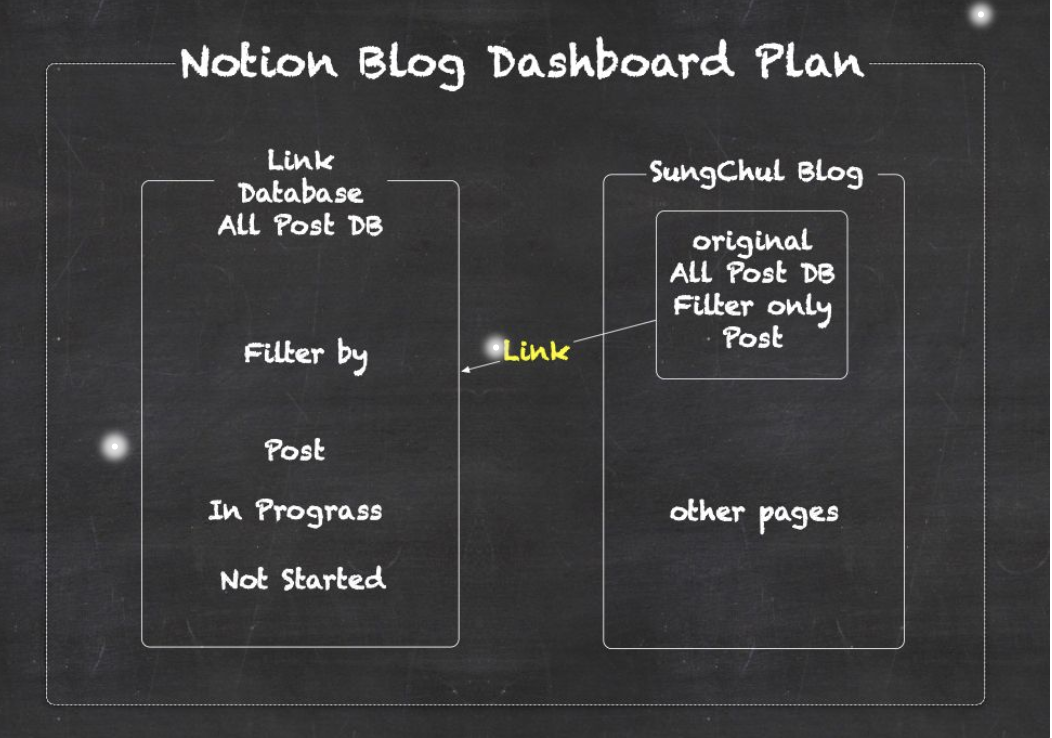 Notion Blog Dashboard Plan
Link
Database
All Post DB
Filter by
Post
In Prograss
Not Started
Link
SungChul Blog
original
All Post DB
Filter only
Post
other pages